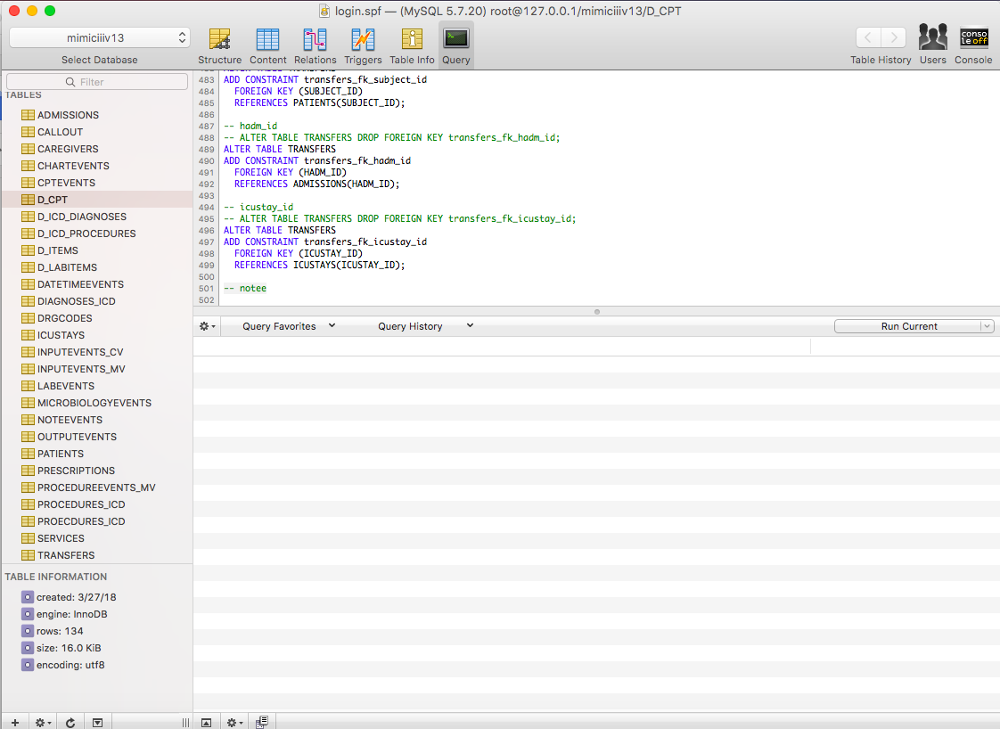 login.spf — (MySQL 5.7.20) root@127.0.0.1/mimiciiiv13/D_CPT
mimiciiiv13
Select Database
Structure
Content
Relations
Triggers
Table Info
Query
Table History
Users
conso
le off
Console
Filter
TABLES
ADMISSIONS
CALLOUT
CAREGIVERS
CHARTEVENTS
CPTEVENTS
D_CPT
D_ICD_DIAGNOSES
D_ICD_PROCEDURES
D_ITEMS
D_LABITEMS
DATETIMEEVENTS
DIAGNOSES_ICD
DRGCODES
ICUSTAYS
INPUTEVENTS_CV
INPUTEVENTS_MV
LABEVENTS
MICROBIOLOGYEVENTS
NOTEEVENTS
OUTPUTEVENTS
PATIENTS
PRESCRIPTIONS
PROCEDUREEVENTS_MV
PROCEDURES_ICD
PROECDURES_ICD
SERVICES
TRANSFERS
TABLE INFORMATION
created: 3/27/18
engine: InnoDB
rows: 134
size: 16.0 KiB
encoding: utf8
482 ALTER TABLE TRANSFERS
483 ADD CONSTRAINT transfers_fk_subject_id
484 FOREIGN KEY (SUBJECT_ID)
485 REFERENCES PATIENTS(SUBJECT_ID);
486
487 -- hadm_id
488 -- ALTER TABLE TRANSFERS DROP FOREIGN KEY transfers_fk_hadm_id;
489 ALTER TABLE TRANSFERS
490 ADD CONSTRAINT transfers_fk_hadm_id
491 FOREIGN KEY (HADM_ID)
492 REFERENCES ADMISSIONS(HADM_ID);
493
494 -- icustay_id
495 -- ALTER TABLE TRANSFERS DROP FOREIGN KEY transfers_fk_icustay_id;
496 ALTER TABLE TRANSFERS
497 ADD CONSTRAINT transfers_fk_icustay_id
498 FOREIGN KEY (ICUSTAY_ID)
499 REFERENCES ICUSTAYS(ICUSTAY_ID);
500
501 -- notee
502
Query Favorites
Query History
Run Current